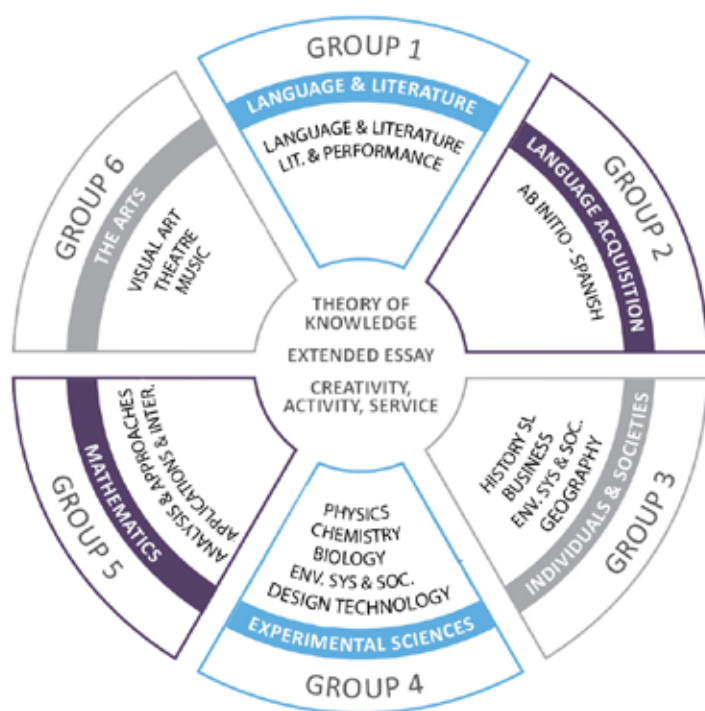 GROUP 1
LANGUAGE & LITERATURE
LANGUAGE & LITERATURE
LIT. & PERFORMANCE
GROUP 2
LANGUAGE ACQUISITION
AB INITIO - SPANISH
GROUP 3
INDIVIDUALS & SOCIETIES
HISTORY SL
BUSINESS
ENV. SYS & SOC.
GEOGRAPHY
PHYSICS
CHEMISTRY
BIOLOGY
ENV. SYS & SOC.
DESIGN TECHNOLOGY
EXPERIMENTAL SCIENCES
GROUP 4
GROUP 5
MATHEMATICS
ANALYSIS & APPROACHES
APPLICATIONS & INTER.
GROUP 6
THE ARTS
VISUAL ART
THEATRE
MUSIC
THEORY OF
KNOWLEDGE
EXTENDED ESSAY
CREATIVITY,
ACTIVITY, SERVICE